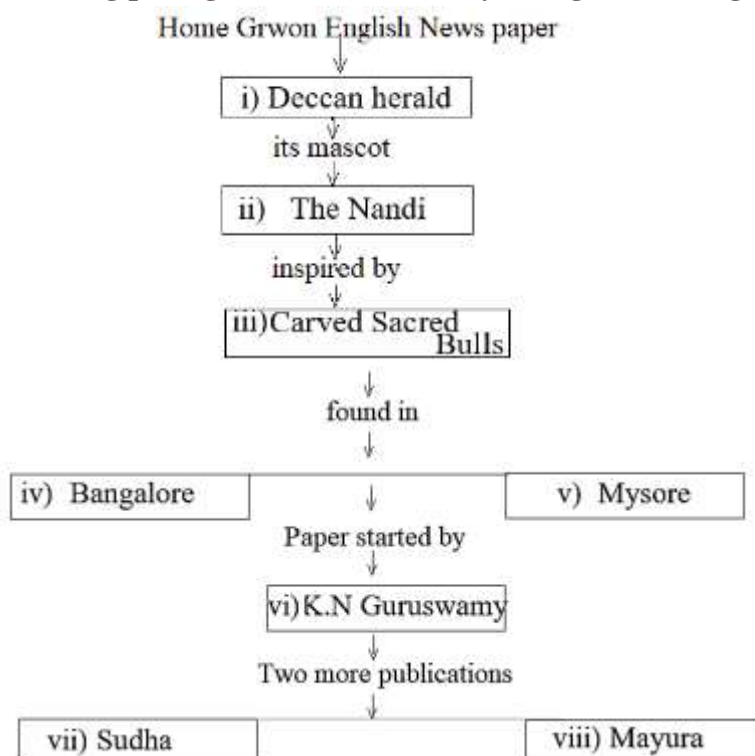 Home Grwon English News paper
i) Deccan herald
its mascot
ii) The Nandi
inspired by
iii)Carved Sacred
Bulls
found in
iv) Bangalore
v) Mysore
Paper started by
vi)K.N Guruswamy
Two more publications
vii) Sudha
viii) Mayura